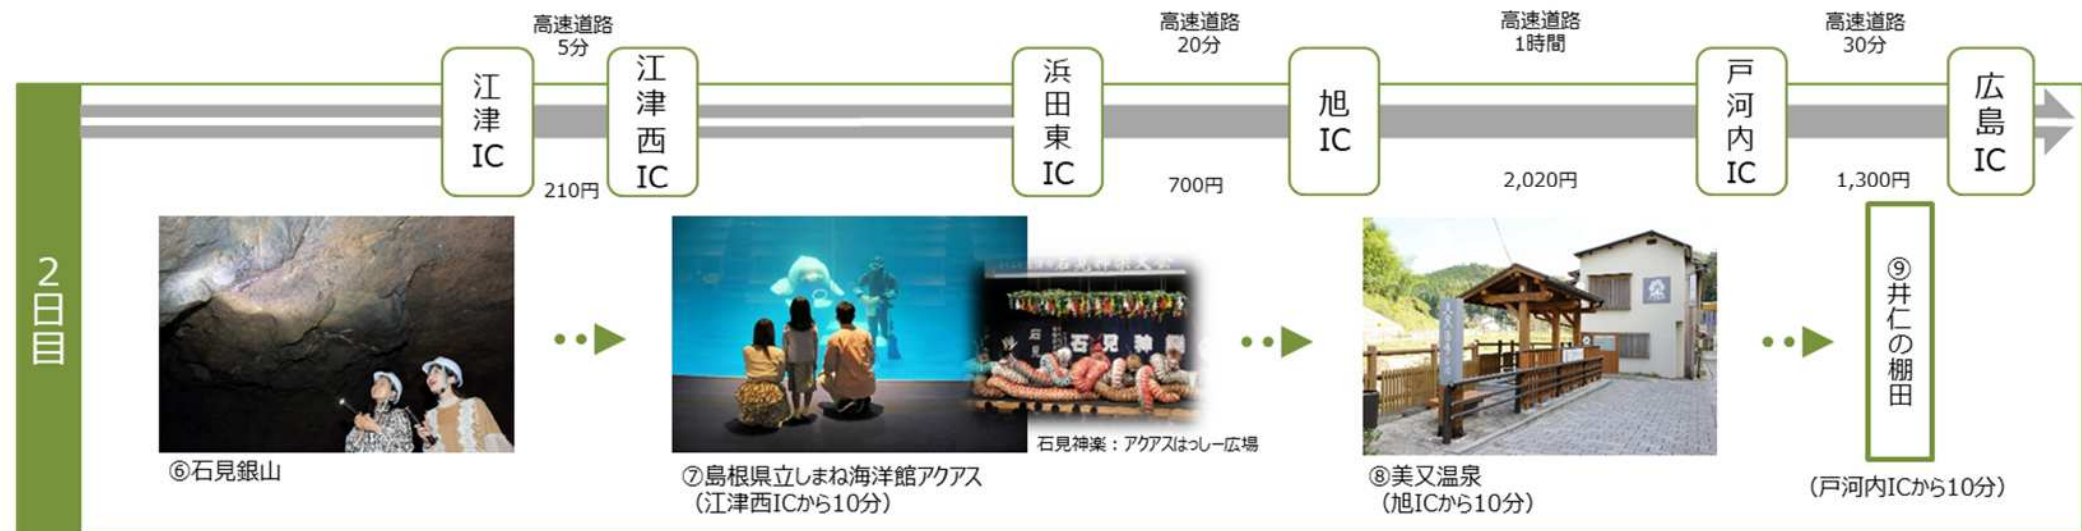 高速道路
5分
高速道路
20分
高速道路
1時間
高速道路
30分
江津IC
江津西IC
浜田東IC
旭IC
戸河内IC
広島IC
210円
700円
2,020円
1,300円
2日目
石見神楽
⑨井仁の棚田
石見神楽：アクアスはっしー広場
⑥石見銀山
⑦島根県立しまね海洋館アクアス
（江津西ICから10分）
⑧美又温泉
（旭ICから10分）
（戸河内ICから10分）